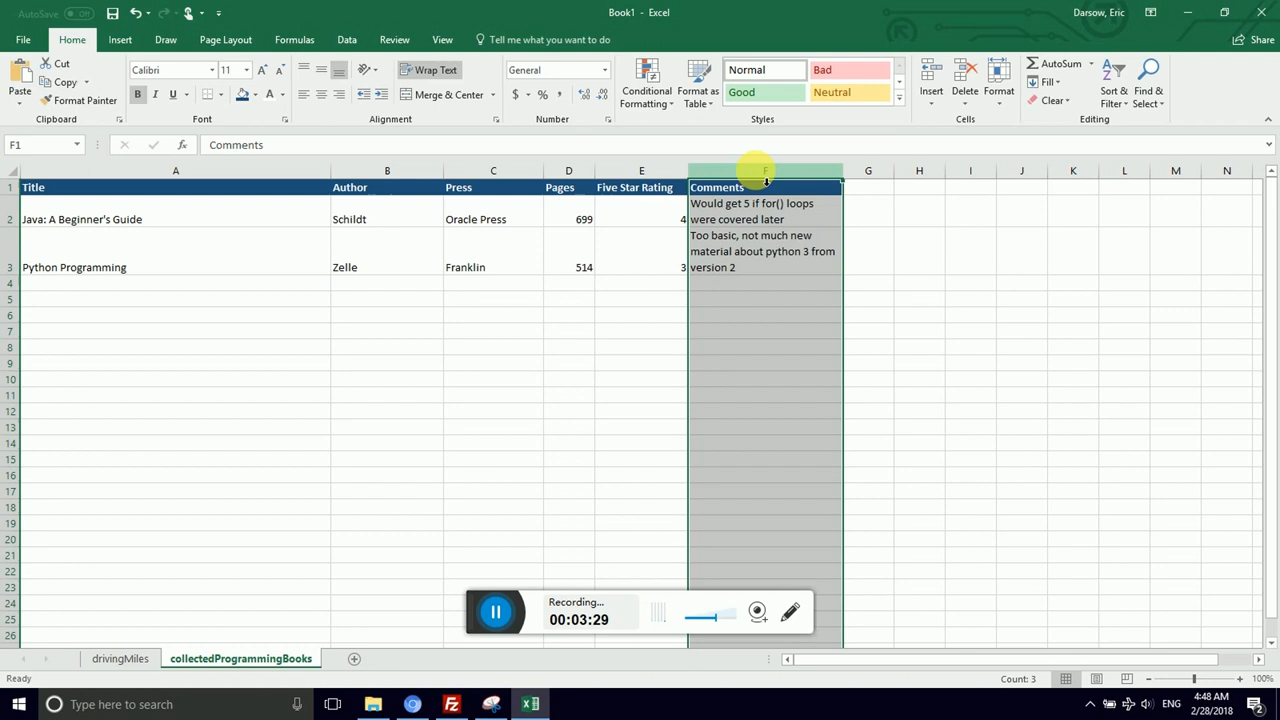 AutoSave Off
Book1 - Excel
Darsow, Eric
File Home Insert Draw Page Layout Formulas Data Review View Tell me what you want to do Share
Paste
Cut
Copy
Format Painter
Clipboard
Calibri 11
B I U
Font
Wrap Text
Merge & Center
Alignment
General
$ % ,
Number
Conditional Formatting
Format as Table
Normal Bad
Good Neutral
Styles
Insert Delete Format
Cells
AutoSum
Fill
Clear
Sort & Filter
Find & Select
Editing
F1 fx Comments
A B C D E F G H I J K L M N
1 Title Author Press Pages Five Star Rating Comments
2 Java: A Beginner's Guide Schildt Oracle Press 699 4 Would get 5 if for() loops
were covered later
3 Python Programming Zelle Franklin 514 3 Too basic, not much new
material about python 3 from
version 2
4
5
6
7
8
9
10
11
12
13
14
15
16
17
18
19
20
21
22
23
24
25
26
Recording...
00:03:29
drivingMiles collectedProgrammingBooks
Ready Count: 3 100%
Type here to search
ENG
4:48 AM
2/28/2018
2